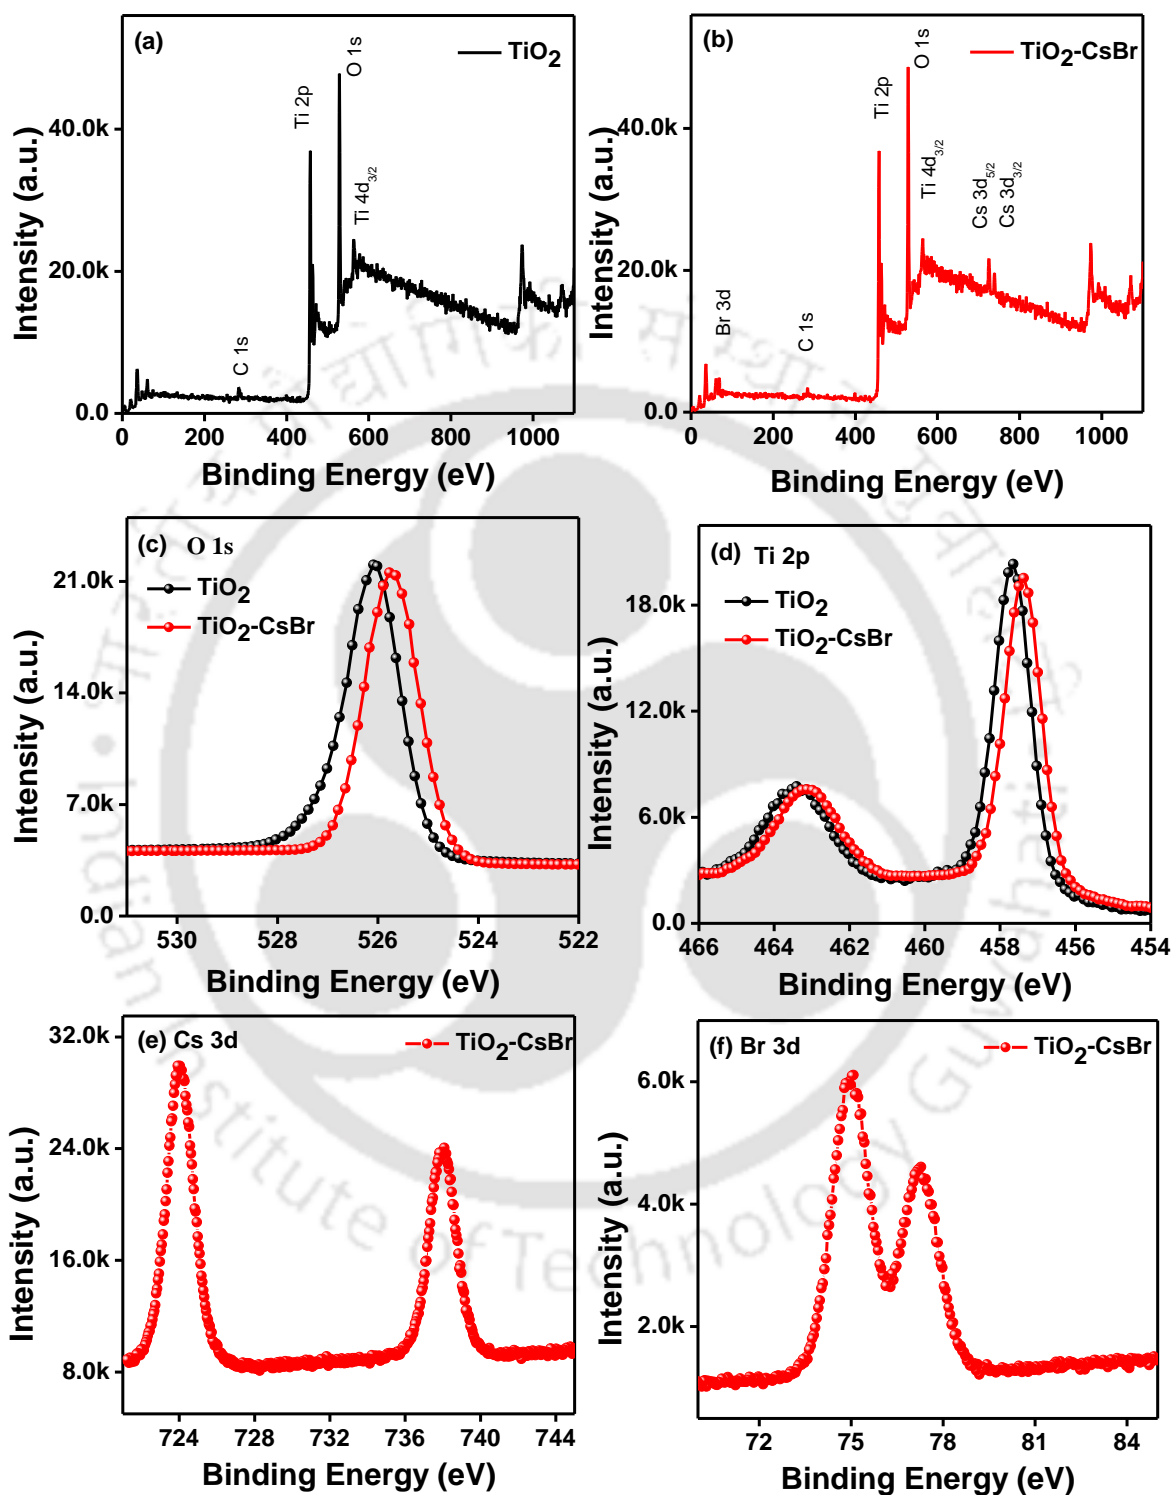 (a)
TiO2
O 1s
Ti 2p
Ti 4d3/2
C 1s
Intensity (a.u.)
40.0k
20.0k
0.0
0 200 400 600 800 1000
Binding Energy (eV)
(b)
TiO2-CsBr
O 1s
Ti 2p
Ti 4d3/2
Cs 3d5/2
Cs 3d3/2
Br 3d
C 1s
Intensity (a.u.)
40.0k
20.0k
0.0
0 200 400 600 800 1000
Binding Energy (eV)
(c) O 1s
TiO2
TiO2-CsBr
Intensity (a.u.)
21.0k
14.0k
7.0k
0.0
530 528 526 524 522
Binding Energy (eV)
(d) Ti 2p
TiO2
TiO2-CsBr
Intensity (a.u.)
18.0k
12.0k
6.0k
0.0
466 464 462 460 458 456 454
Binding Energy (eV)
(e) Cs 3d
TiO2-CsBr
Intensity (a.u.)
32.0k
24.0k
16.0k
8.0k
724 728 732 736 740 744
Binding Energy (eV)
(f) Br 3d
TiO2-CsBr
Intensity (a.u.)
6.0k
4.0k
2.0k
72 75 78 81 84
Binding Energy (eV)
Indian Institute of Technology Guwahati